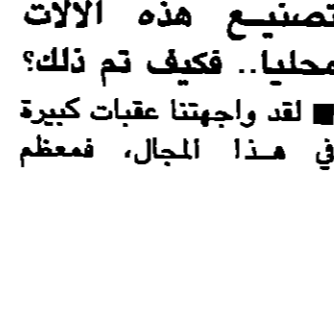 تصنيع هذه الآلات
محليا.. فكيف تم ذلك؟
■ لقد واجهتنا عقبات كبيرة
في هذا المجال، فمعظم